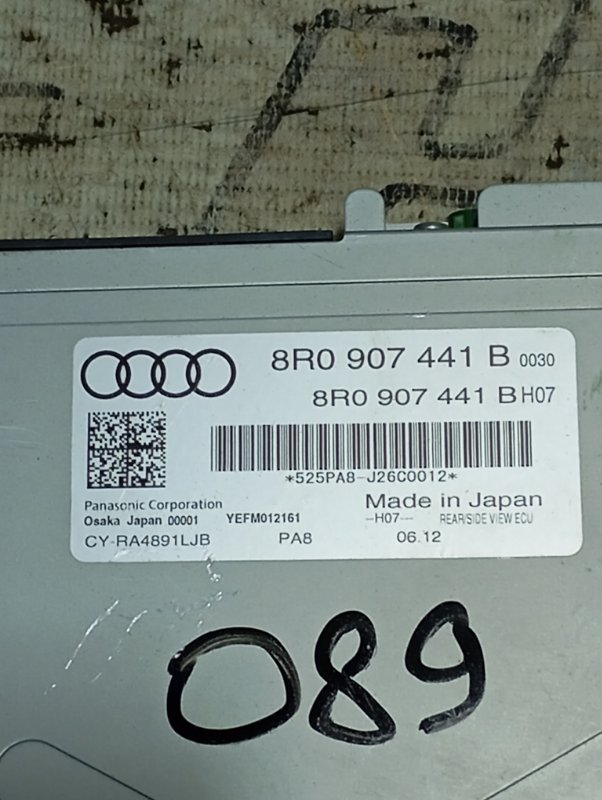 8R0 907 441 B 0030
8R0 907 441 B H07
*525PA8-J26C0012*
Panasonic Corporation
Made in Japan
Osaka Japan 00001 YEFM012161 --H07-- REAR/SIDE VIEW ECU
CY-RA4891LJB PA8 06.12
089